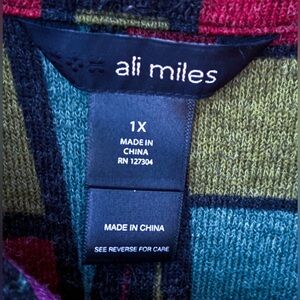 ali miles
1X
MADE IN
CHINA
RN 127304
MADE IN CHINA
SEE REVERSE FOR CARE